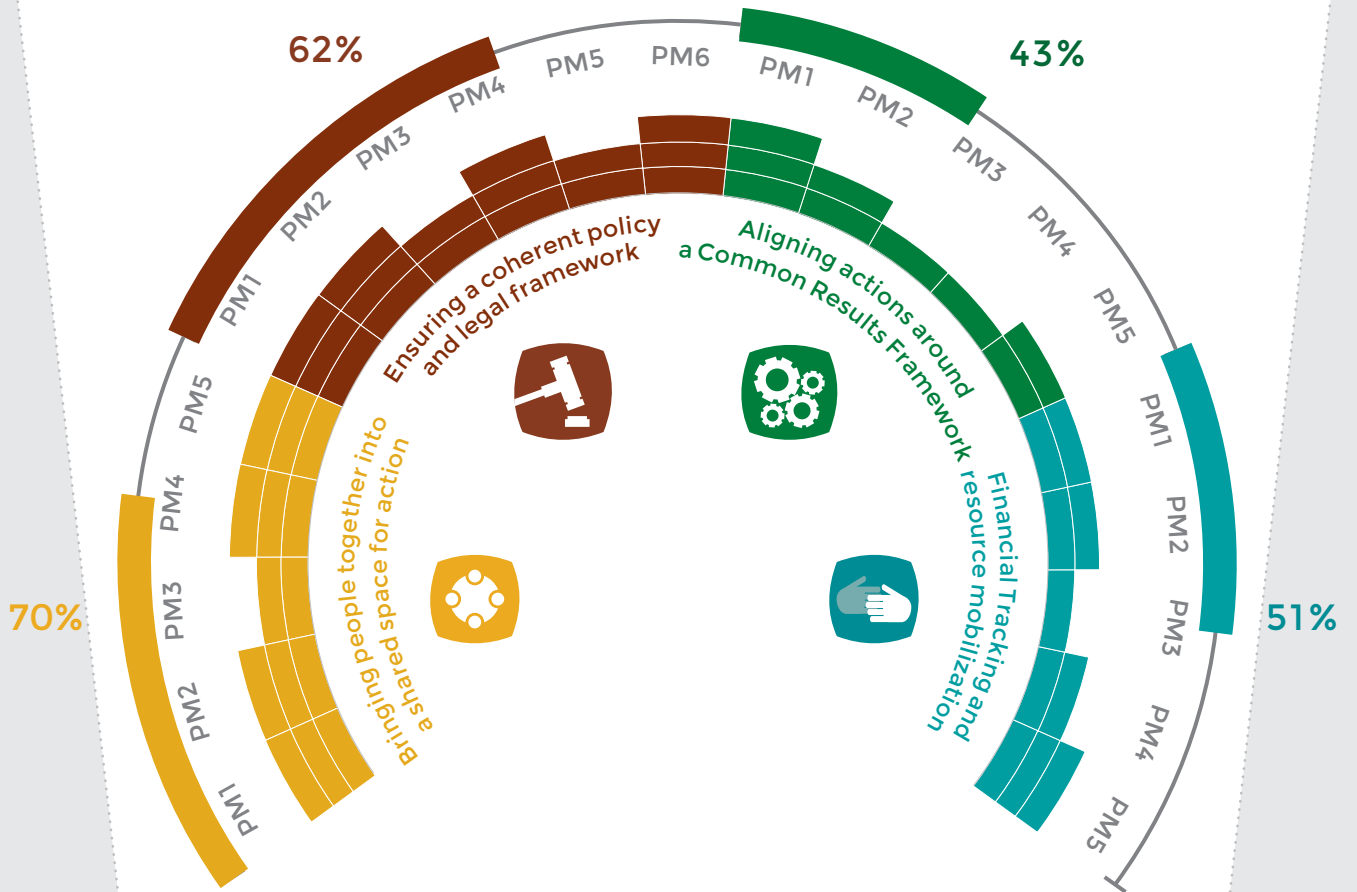 62%
43%
70%
51%
PM1
PM2
PM3
PM4
PM5
PM1
PM2
PM3
PM4
PM5
PM6
PM1
PM2
PM3
PM4
PM5
PM1
PM2
PM3
PM4
PM5
Bringing people together into
a shared space for action
Ensuring a coherent policy
and legal framework
Aligning actions around
a Common Results Framework
Financial Tracking and
resource mobilization